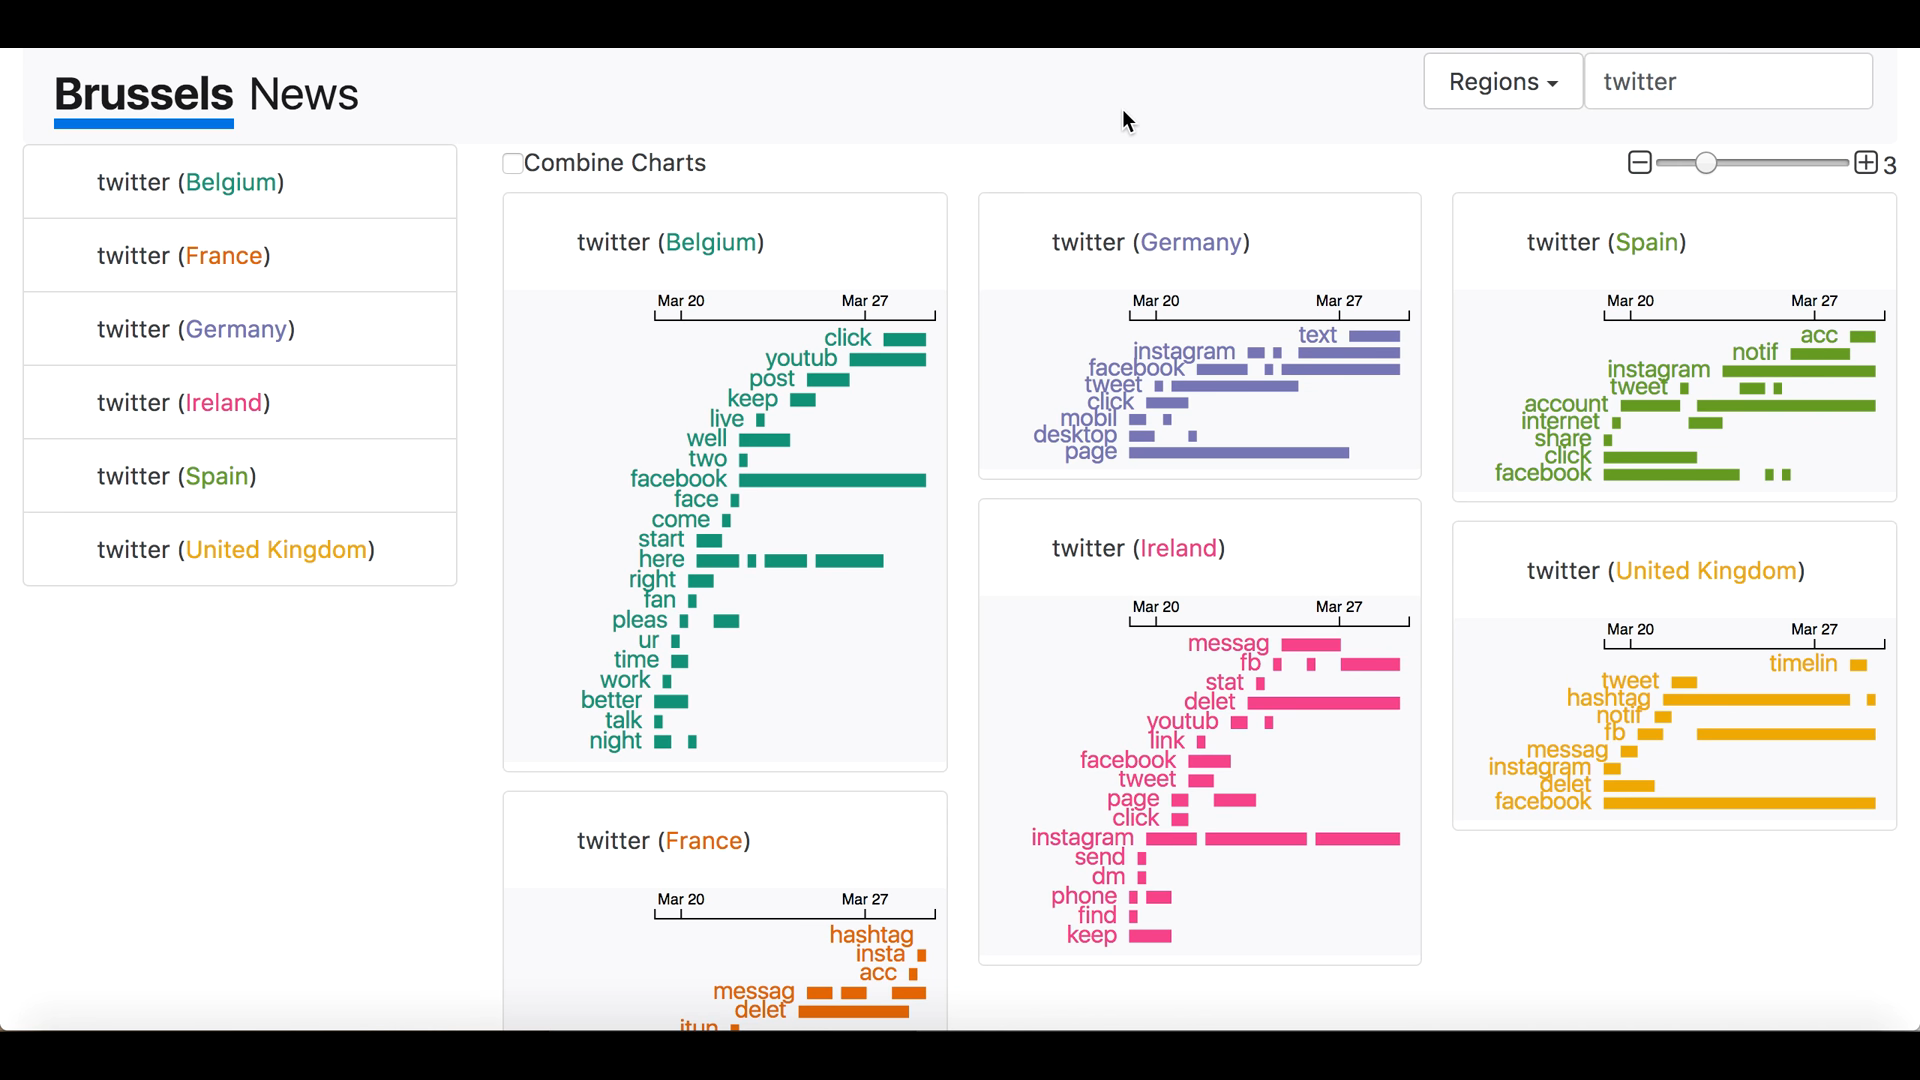 Brussels News
Regions
twitter
twitter (Belgium)
twitter (France)
twitter (Germany)
twitter (Ireland)
twitter (Spain)
twitter (United Kingdom)
Combine Charts
3
twitter (Belgium)
Mar 20 Mar 27
click
youtub
post
keep
live
well
two
facebook
face
come
start
here
right
fan
pleas
ur
time
work
better
talk
night
twitter (France)
Mar 20 Mar 27
hashtag
insta
acc
messag
delet
itun
twitter (Germany)
Mar 20 Mar 27
text
instagram
facebook
tweet
click
mobil
desktop
page
twitter (Ireland)
Mar 20 Mar 27
messag
fb
stat
delet
youtub
link
facebook
tweet
page
click
instagram
send
dm
phone
find
keep
twitter (Spain)
Mar 20 Mar 27
acc
notif
instagram
tweet
account
internet
share
click
facebook
twitter (United Kingdom)
Mar 20 Mar 27
timelin
tweet
hashtag
notif
fb
messag
instagram
delet
facebook